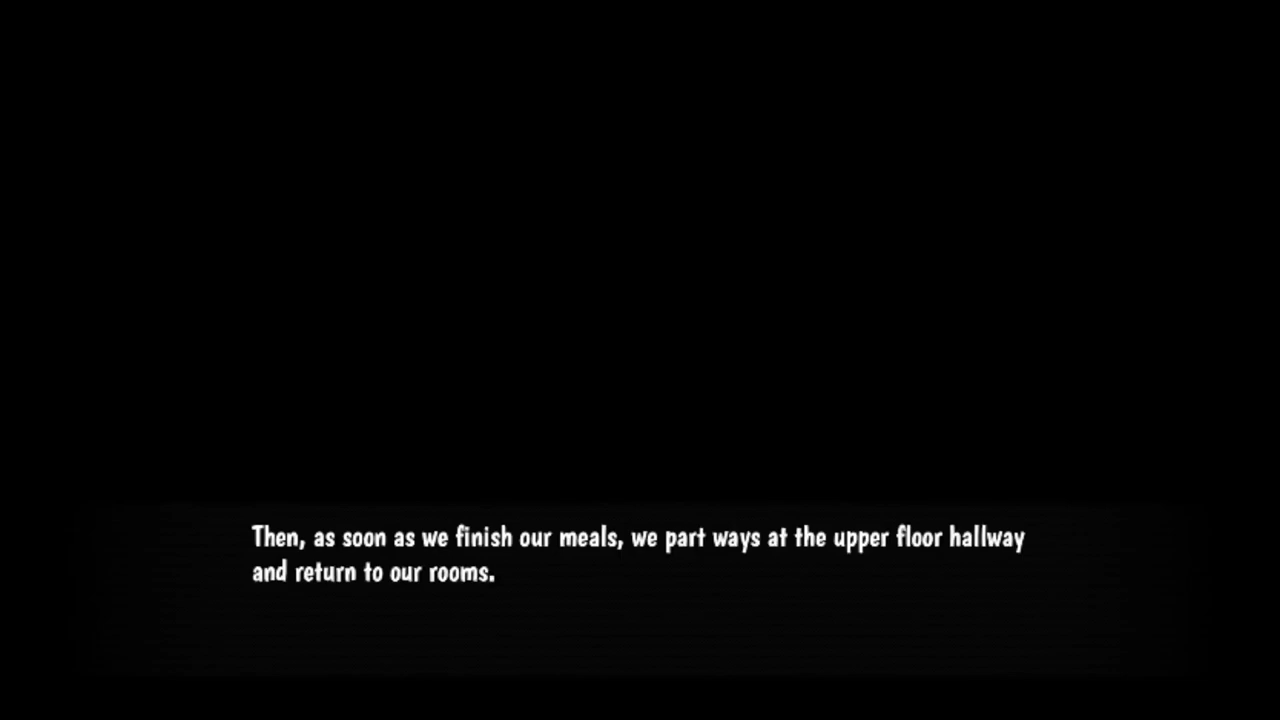 Then, as soon as we finish our meals, we part ways at the upper floor hallway
and return to our rooms.